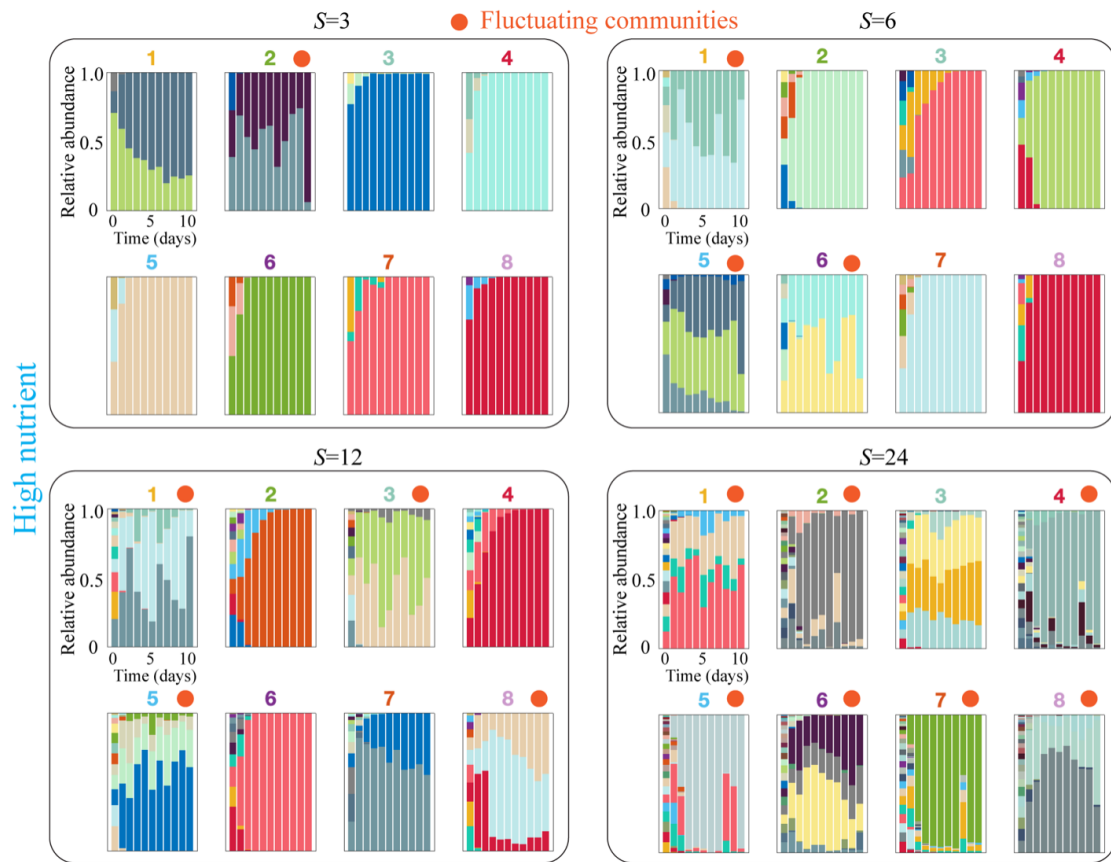 S=3
Fluctuating communities
S=6
High nutrient
1 2 3 4
Relative abundance
1.0
0.5
0
0 5 10
Time (days)
5 6 7 8
1 2 3 4
Relative abundance
1.0
0.5
0
0 5 10
Time (days)
5 6 7 8
S=12
S=24
1 2 3 4
Relative abundance
1.0
0.5
0
0 5 10
Time (days)
5 6 7 8
1 2 3 4
Relative abundance
1.0
0.5
0
0 5 10
Time (days)
5 6 7 8